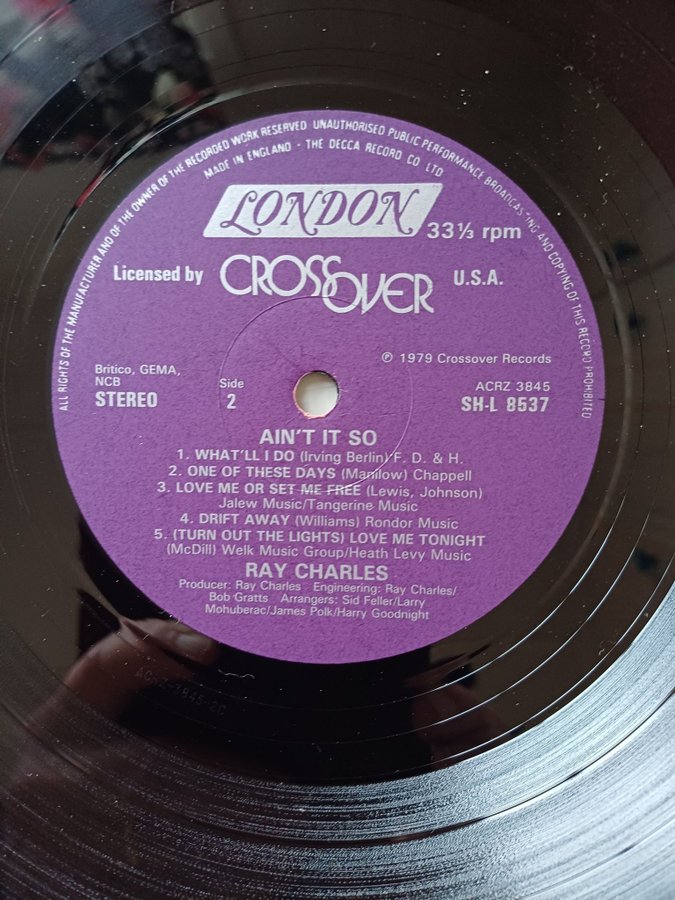 ALL RIGHTS OF THE MANUFACTURER AND OF THE OWNER OF THE RECORDED WORK RESERVED UNAUTHORISED PUBLIC PERFORMANCE BROADCASTING AND COPYING OF THIS RECORD PROHIBITED
MADE IN ENGLAND - THE DECCA RECORD CO LTD
LONDON
33⅓ rpm
Licensed by CROSSOVER U.S.A.
℗ 1979 Crossover Records
Britico, GEMA,
NCB
STEREO
Side
2
ACRZ 3845
SH-L 8537
AIN'T IT SO
1. WHAT'LL I DO (Irving Berlin) F. D. & H.
2. ONE OF THESE DAYS (Manilow) Chappell
3. LOVE ME OR SET ME FREE (Lewis, Johnson)
Jalew Music/Tangerine Music
4. DRIFT AWAY (Williams) Rondor Music
5. (TURN OUT THE LIGHTS) LOVE ME TONIGHT
(McDill) Welk Music Group/Heath Levy Music
RAY CHARLES
Producer: Ray Charles Engineering: Ray Charles/
Bob Gratts Arrangers: Sid Feller/Larry
Mohuberac/James Polk/Harry Goodnight
ACRZ-3845-2C